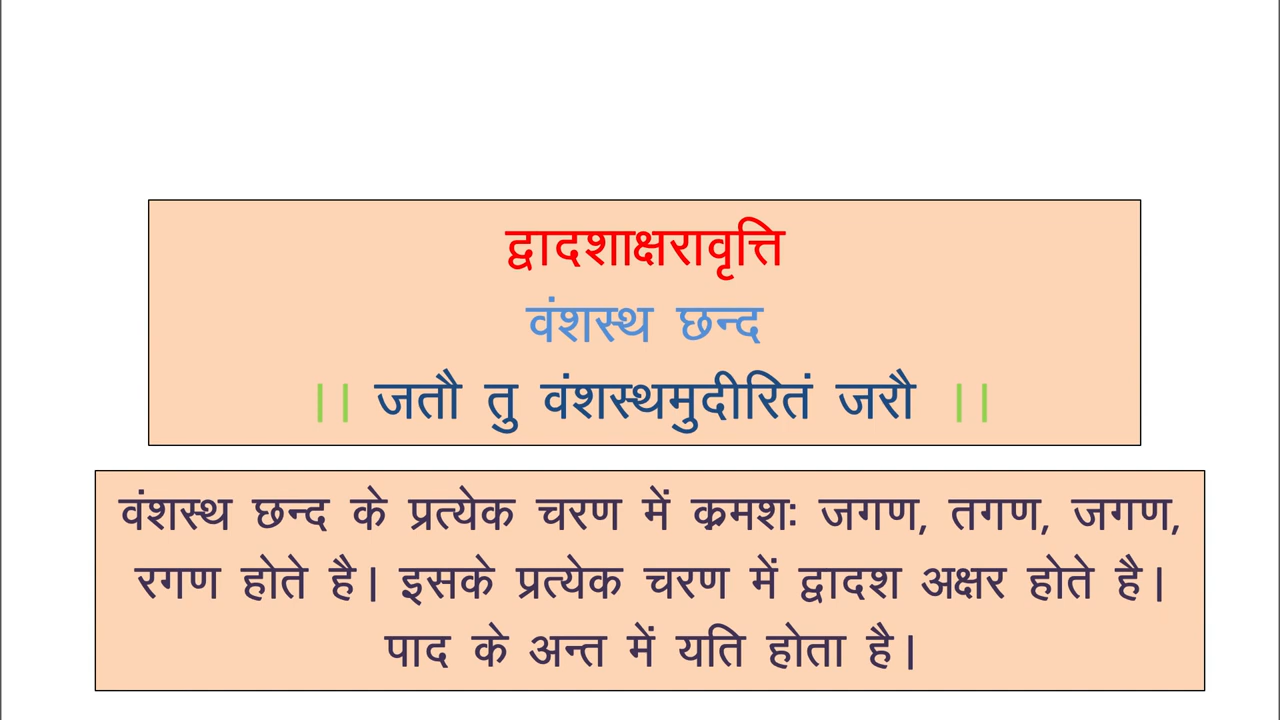 द्वादशाक्षरावृत्ति
वंशस्थ छन्द
।। जतौ तु वंशस्थमुदीरितं जरौ ।।
वंशस्थ छन्द के प्रत्येक चरण में क्रमशः जगण, तगण, जगण,
रगण होते है। इसके प्रत्येक चरण में द्वादश अक्षर होते है।
पाद के अन्त में यति होता है।